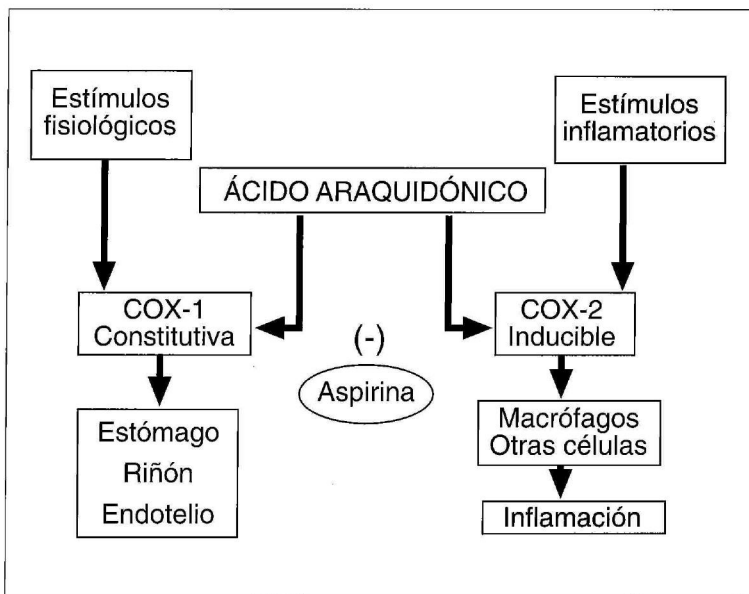 Estímulos
fisiológicos
Estímulos
inflamatorios
ÁCIDO ARAQUIDÓNICO
COX-1
Constitutiva
COX-2
Inducible
(-)
Aspirina
Estómago
Riñón
Endotelio
Macrófagos
Otras células
Inflamación